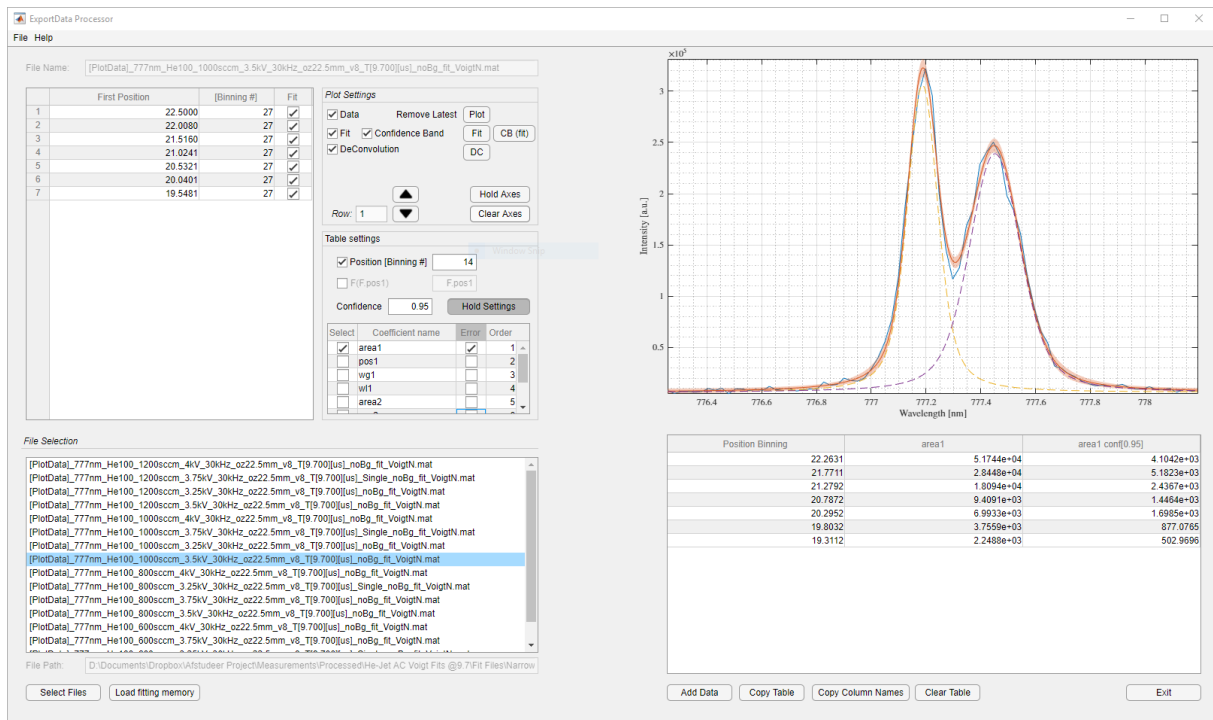 ExportData Processor
File Help
File Name: [PlotData]_777nm_He100_1000sccm_3.5kV_30kHz_oz22.5mm_v8_T[9.700][us]_noBg_fit_VoigtN.mat
First Position [Binning #] Fit
1 22.5000 27
2 22.0080 27
3 21.5160 27
4 21.0241 27
5 20.5321 27
6 20.0401 27
7 19.5481 27
Plot Settings
Data Remove Latest Plot
Fit Confidence Band Fit CB (fit)
DeConvolution DC
Hold Axes
Row: 1 Clear Axes
Table settings
Position [Binning #] 14
F(F.pos1) F.pos1
Confidence 0.95 Hold Settings
Select Coefficient name Error Order
area1 1
pos1 2
wg1 3
wl1 4
area2 5
×10⁵
3
2.5
2
1.5
1
0.5
Intensity [a.u.]
776.4 776.6 776.8 777 777.2 777.4 777.6 777.8 778
Wavelength [nm]
File Selection
[PlotData]_777nm_He100_1200sccm_4kV_30kHz_oz22.5mm_v8_T[9.700][us]_noBg_fit_VoigtN.mat
[PlotData]_777nm_He100_1200sccm_3.75kV_30kHz_oz22.5mm_v8_T[9.700][us]_Single_noBg_fit_VoigtN.mat
[PlotData]_777nm_He100_1200sccm_3.25kV_30kHz_oz22.5mm_v8_T[9.700][us]_noBg_fit_VoigtN.mat
[PlotData]_777nm_He100_1200sccm_3.5kV_30kHz_oz22.5mm_v8_T[9.700][us]_noBg_fit_VoigtN.mat
[PlotData]_777nm_He100_1000sccm_4kV_30kHz_oz22.5mm_v8_T[9.700][us]_noBg_fit_VoigtN.mat
[PlotData]_777nm_He100_1000sccm_3.75kV_30kHz_oz22.5mm_v8_T[9.700][us]_Single_noBg_fit_VoigtN.mat
[PlotData]_777nm_He100_1000sccm_3.25kV_30kHz_oz22.5mm_v8_T[9.700][us]_noBg_fit_VoigtN.mat
[PlotData]_777nm_He100_1000sccm_3.5kV_30kHz_oz22.5mm_v8_T[9.700][us]_noBg_fit_VoigtN.mat
[PlotData]_777nm_He100_800sccm_4kV_30kHz_oz22.5mm_v8_T[9.700][us]_noBg_fit_VoigtN.mat
[PlotData]_777nm_He100_800sccm_3.25kV_30kHz_oz22.5mm_v8_T[9.700][us]_Single_noBg_fit_VoigtN.mat
[PlotData]_777nm_He100_800sccm_3.75kV_30kHz_oz22.5mm_v8_T[9.700][us]_noBg_fit_VoigtN.mat
[PlotData]_777nm_He100_800sccm_3.5kV_30kHz_oz22.5mm_v8_T[9.700][us]_noBg_fit_VoigtN.mat
[PlotData]_777nm_He100_600sccm_4kV_30kHz_oz22.5mm_v8_T[9.700][us]_noBg_fit_VoigtN.mat
[PlotData]_777nm_He100_600sccm_3.75kV_30kHz_oz22.5mm_v8_T[9.700][us]_noBg_fit_VoigtN.mat
File Path: D:\Documents\Dropbox\Afstudeer Project\Measurements\Processed\He-Jet AC Voigt Fits @9.7\Fit Files\Narrow
Select Files Load fitting memory
Position Binning area1 area1 conf[0.95]
22.2631 5.1744e+04 4.1042e+03
21.7711 2.8448e+04 5.1823e+03
21.2792 1.8094e+04 2.4367e+03
20.7872 9.4091e+03 1.4464e+03
20.2952 6.9933e+03 1.6985e+03
19.8032 3.7559e+03 877.0765
19.3112 2.2488e+03 502.9696
Add Data Copy Table Copy Column Names Clear Table Exit